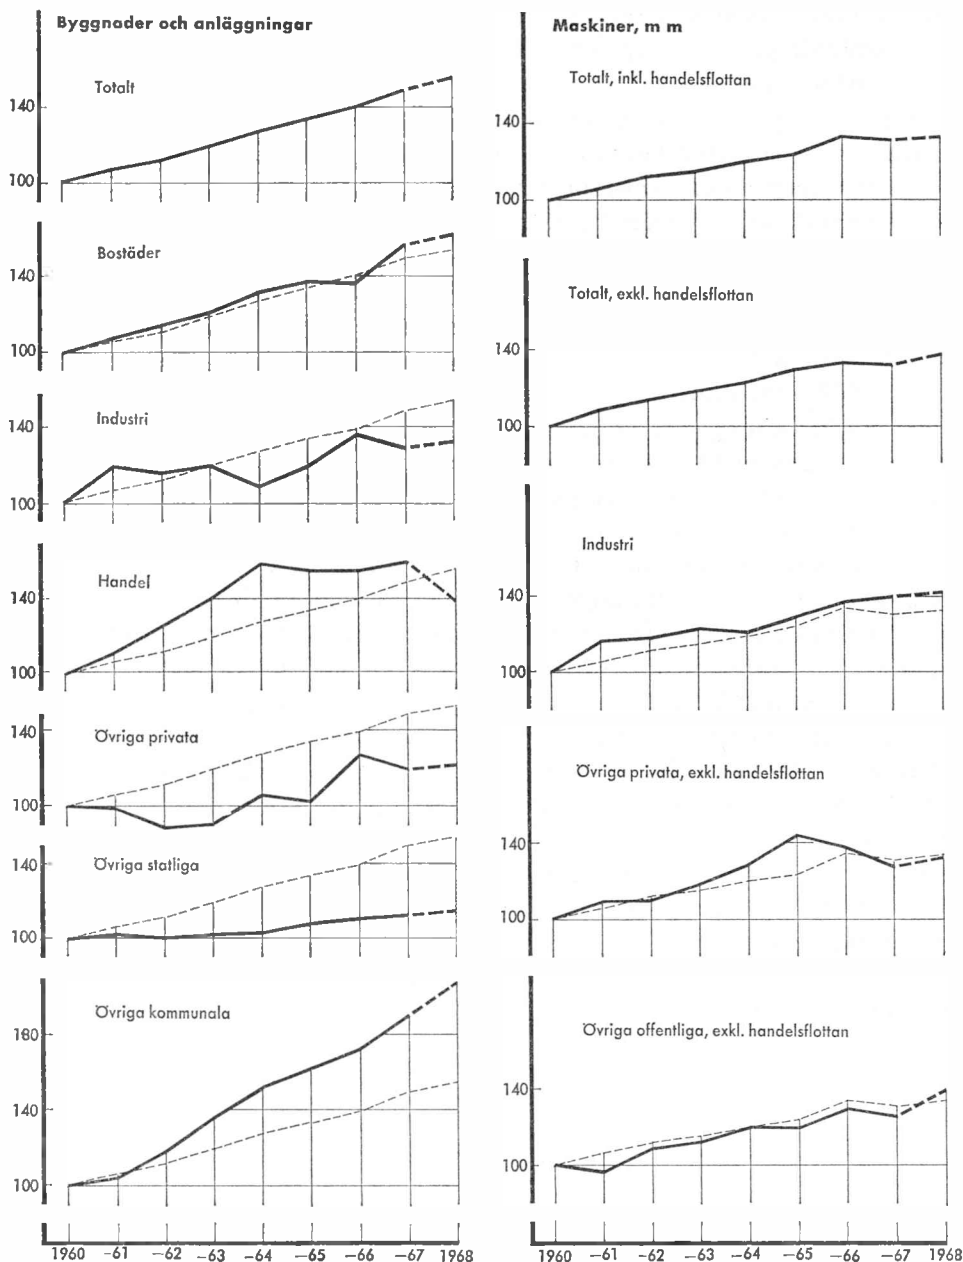 Byggnader och anläggningar
Totalt
140
100
Bostäder
140
100
Industri
140
100
Handel
140
100
Övriga privata
140
100
Övriga statliga
140
100
Övriga kommunala
180
140
100
1960 –61 –62 –63 –64 –65 –66 –67 1968
Maskiner, m m
Totalt, inkl. handelsflottan
140
100
Totalt, exkl. handelsflottan
140
100
Industri
140
100
Övriga privata, exkl. handelsflottan
140
100
Övriga offentliga, exkl. handelsflottan
140
100
1960 –61 –62 –63 –64 –65 –66 –67 1968